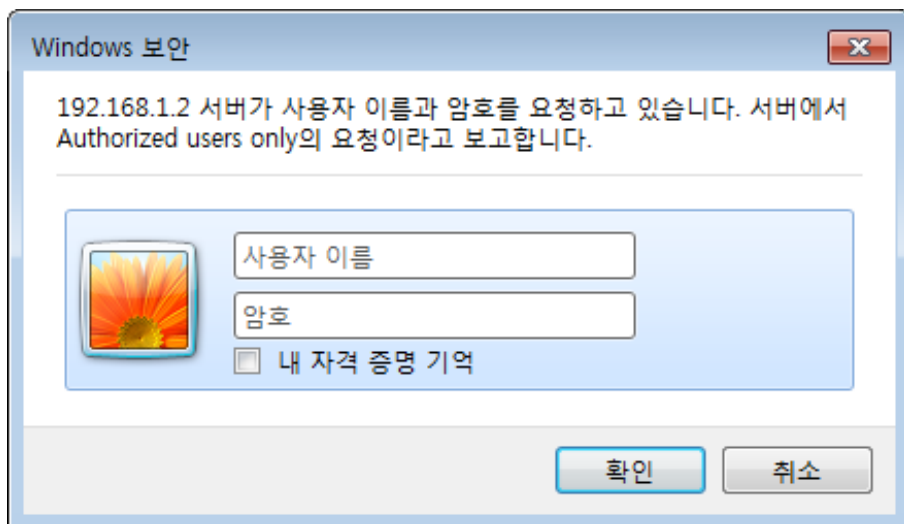 Windows 보안
192.168.1.2 서버가 사용자 이름과 암호를 요청하고 있습니다. 서버에서
Authorized users only의 요청이라고 보고합니다.
사용자 이름
암호
내 자격 증명 기억
확인
취소